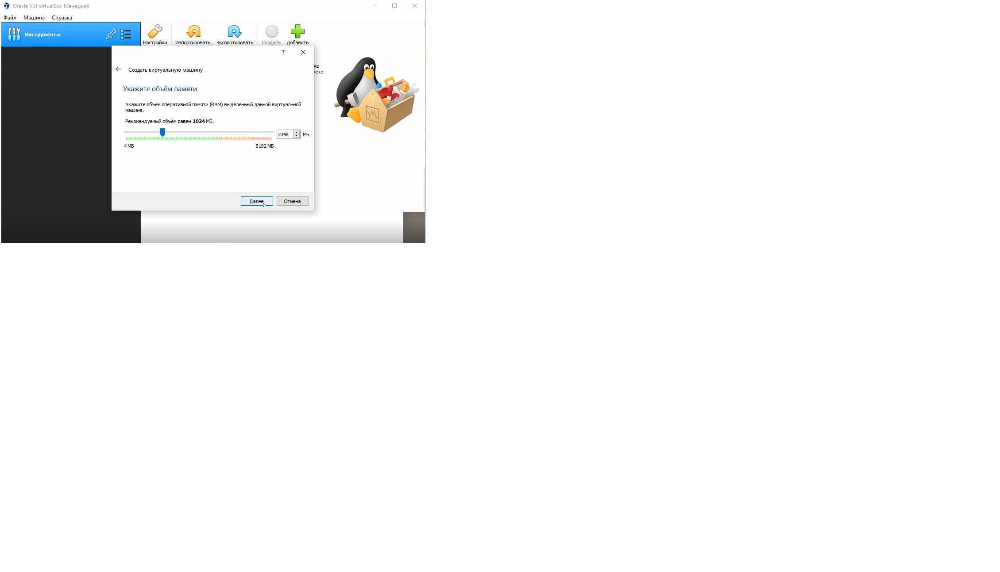 Oracle VM VirtualBox Менеджер
Файл Машина Справка
Инструменты
Настройки Импортировать Экспортировать Создать Добавить
?
Создать виртуальную машину
же
жете
Укажите объём памяти
Укажите объём оперативной памяти (RAM) выделенный данной виртуальной
машине.
Рекомендуемый объём равен 1024 МБ.
2048 МБ
4 МБ 8192 МБ
Далее Отмена